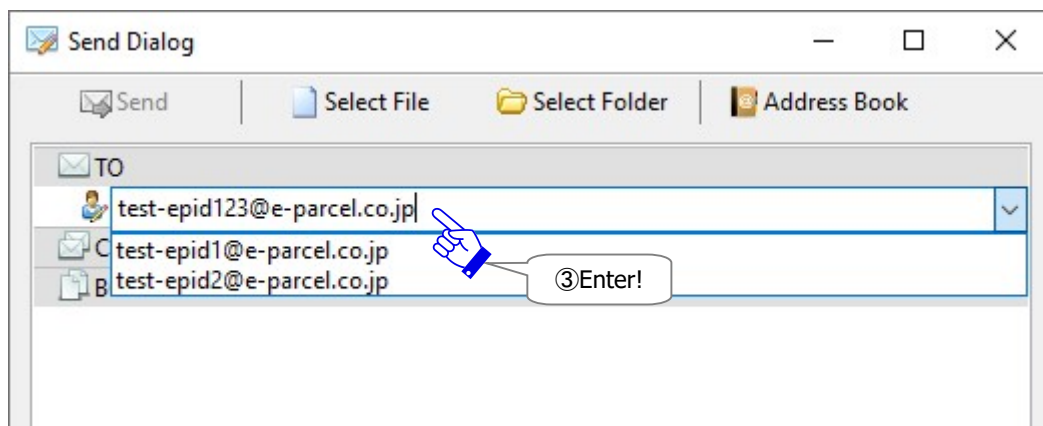 Send Dialog
Send Select File Select Folder Address Book
TO
test-epid123@e-parcel.co.jp
C test-epid1@e-parcel.co.jp
B test-epid2@e-parcel.co.jp
③Enter!